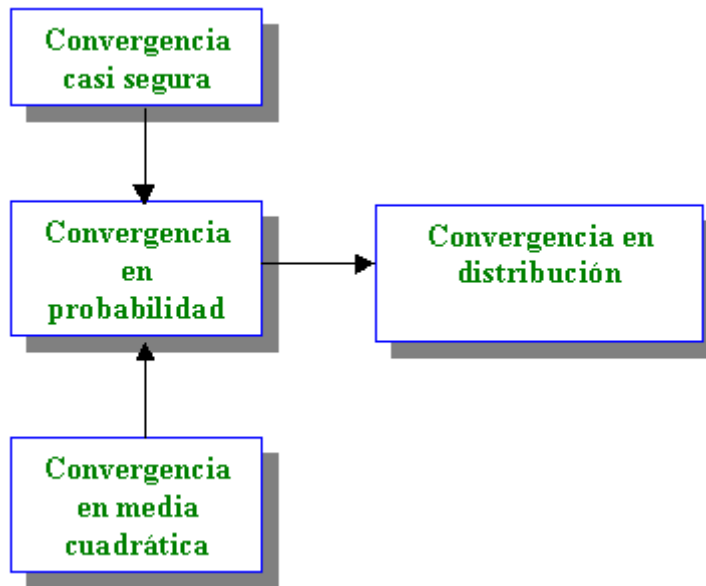 Convergencia
casi segura
Convergencia
en
probabilidad
Convergencia en
distribución
Convergencia
en media
cuadrática